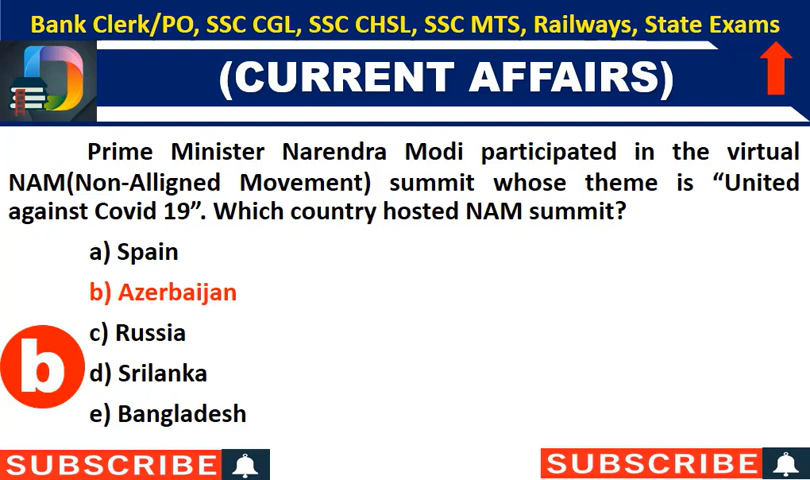 Bank Clerk/PO, SSC CGL, SSC CHSL, SSC MTS, Railways, State Exams
(CURRENT AFFAIRS)
Prime Minister Narendra Modi participated in the virtual
NAM(Non-Alligned Movement) summit whose theme is “United
against Covid 19”. Which country hosted NAM summit?
a) Spain
b) Azerbaijan
c) Russia
b
d) Srilanka
e) Bangladesh
SUBSCRIBE
SUBSCRIBE